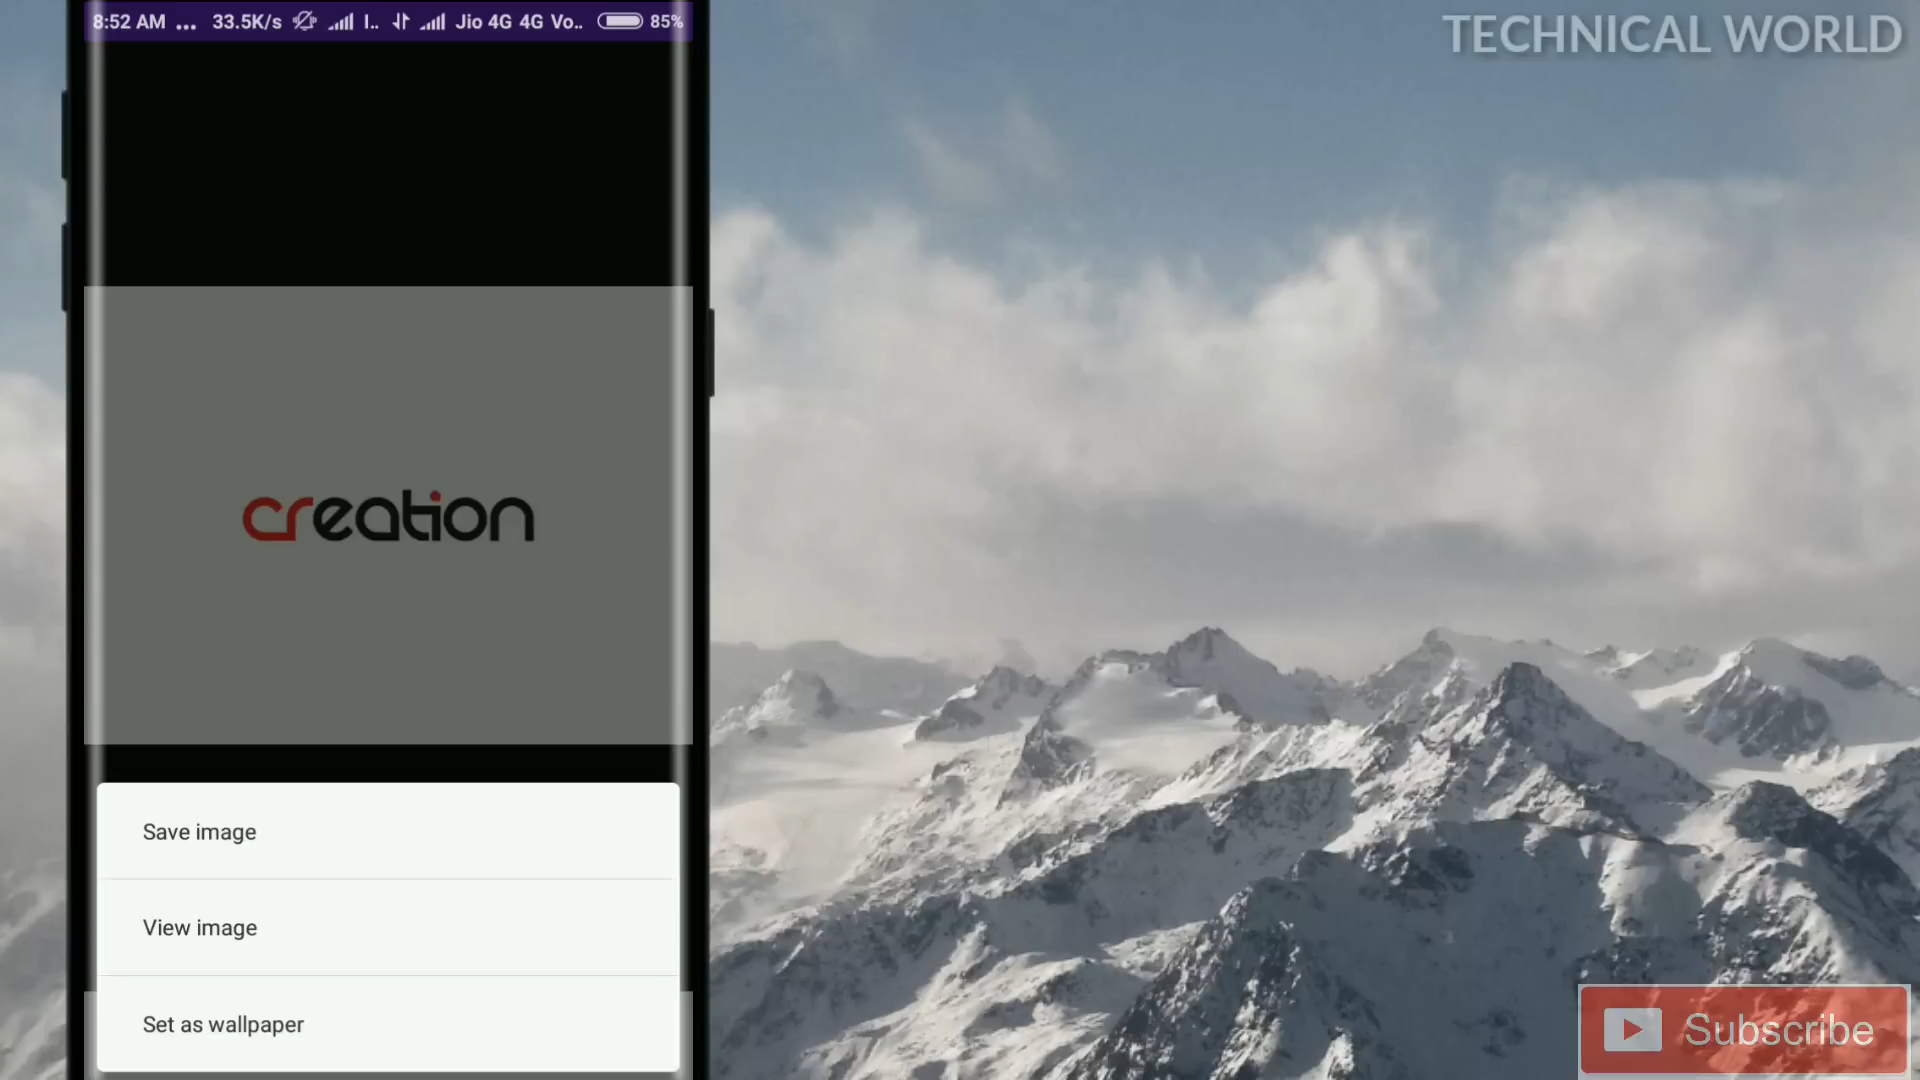 8:52 AM ... 33.5K/s I.. Jio 4G 4G Vo.. 85%
TECHNICAL WORLD
creation
Save image
View image
Set as wallpaper
Subscribe